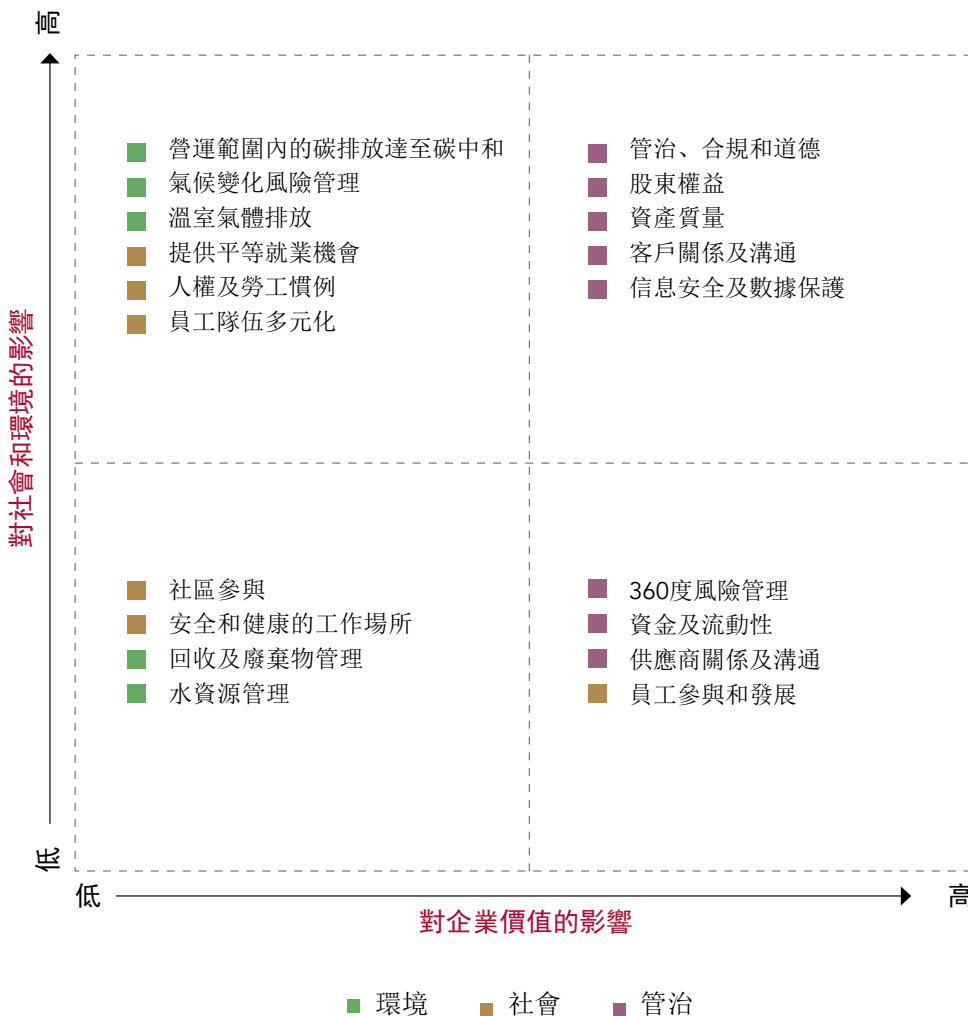 高
營運範圍內的碳排放達至碳中和
氣候變化風險管理
溫室氣體排放
提供平等就業機會
人權及勞工慣例
員工隊伍多元化
管治、合規和道德
股東權益
資產質量
客戶關係及溝通
信息安全及數據保護
對社會和環境的影響
社區參與
安全和健康的工作場所
回收及廢棄物管理
水資源管理
360度風險管理
資金及流動性
供應商關係及溝通
員工參與和發展
低
低
高
對企業價值的影響
環境
社會
管治